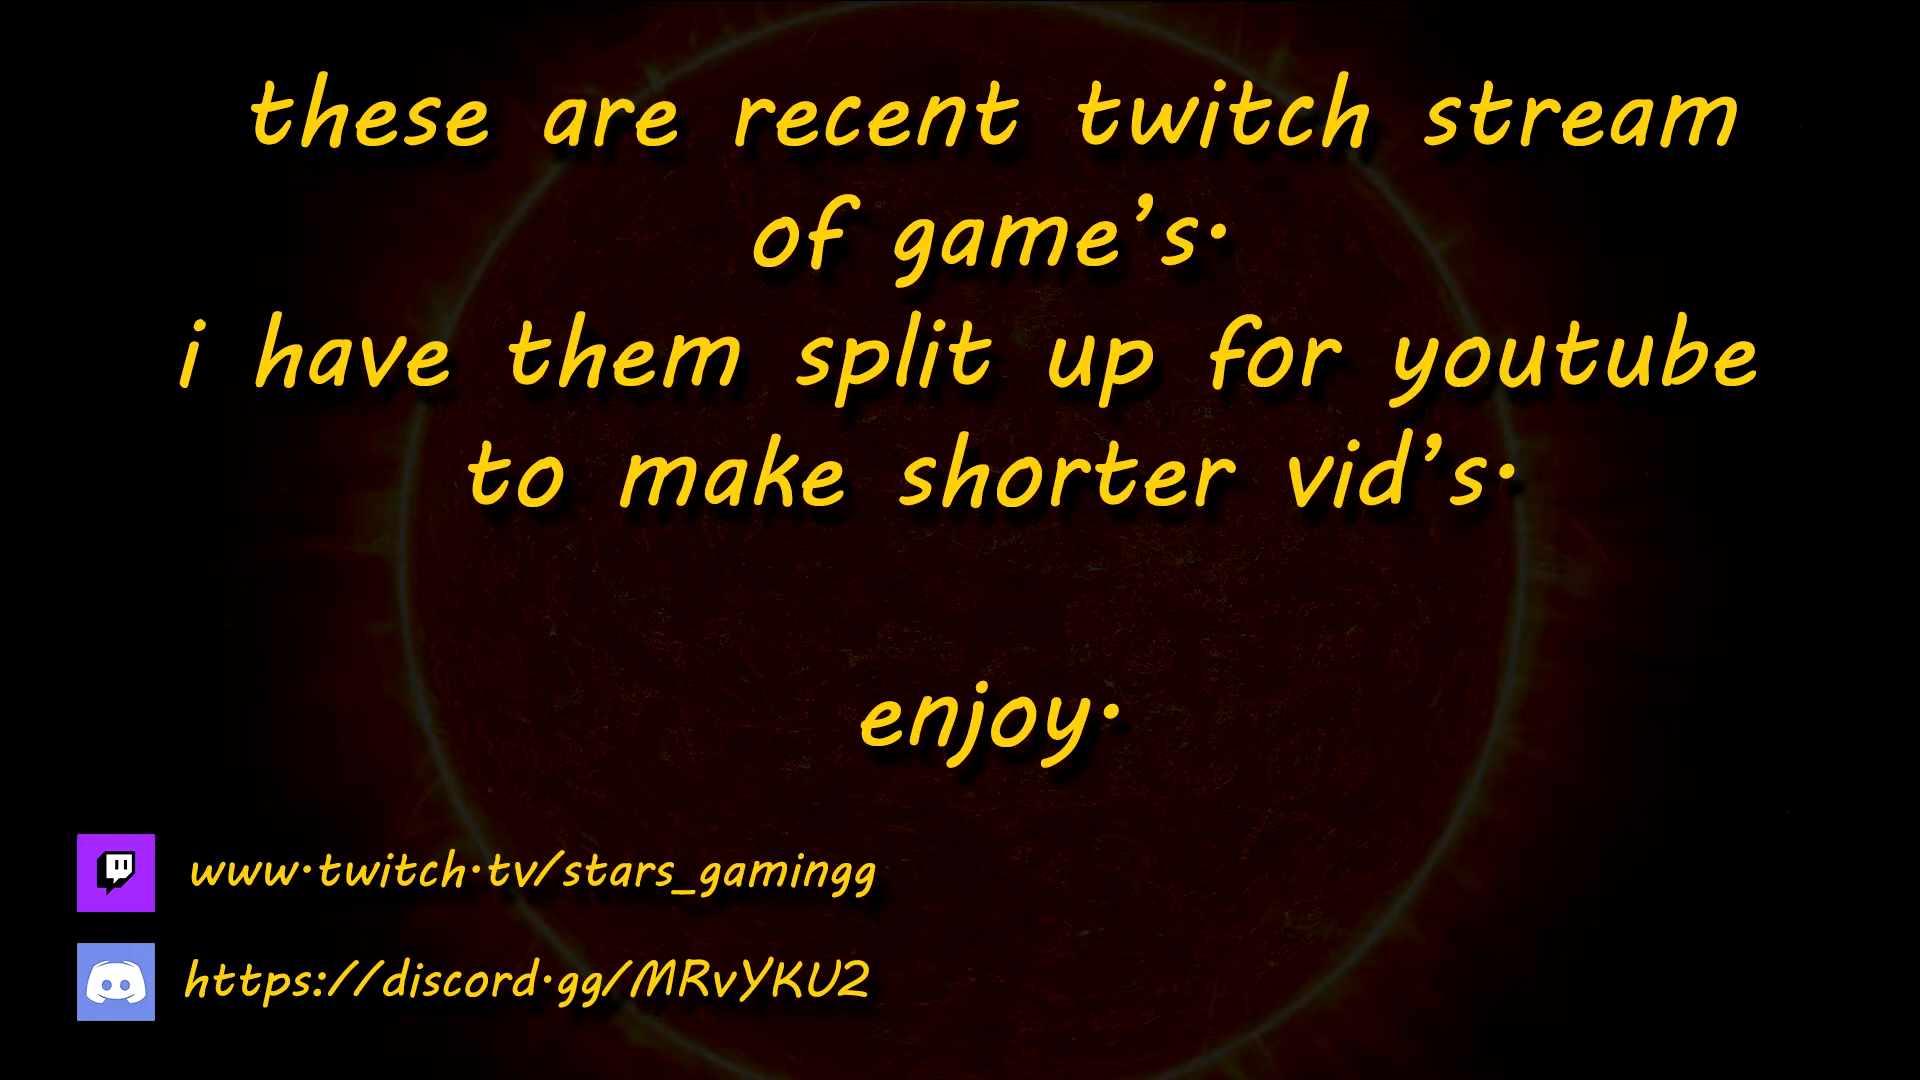 these are recent twitch stream
of game’s.
i have them split up for youtube
to make shorter vid’s.
enjoy.
www.twitch.tv/stars_gamingg
https://discord.gg/MRvYKU2